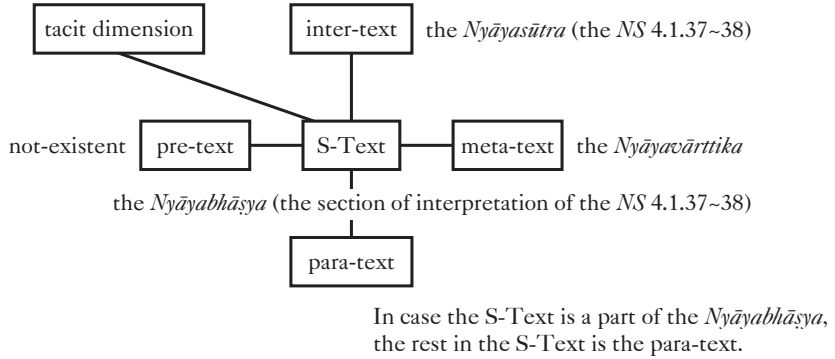 tacit dimension
inter-text the Nyāyasūtra (the NS 4.1.37~38)
not-existent pre-text S-Text meta-text the Nyāyavārttika
the Nyāyabhāṣya (the section of interpretation of the NS 4.1.37~38)
para-text
In case the S-Text is a part of the Nyāyabhāṣya,
the rest in the S-Text is the para-text.